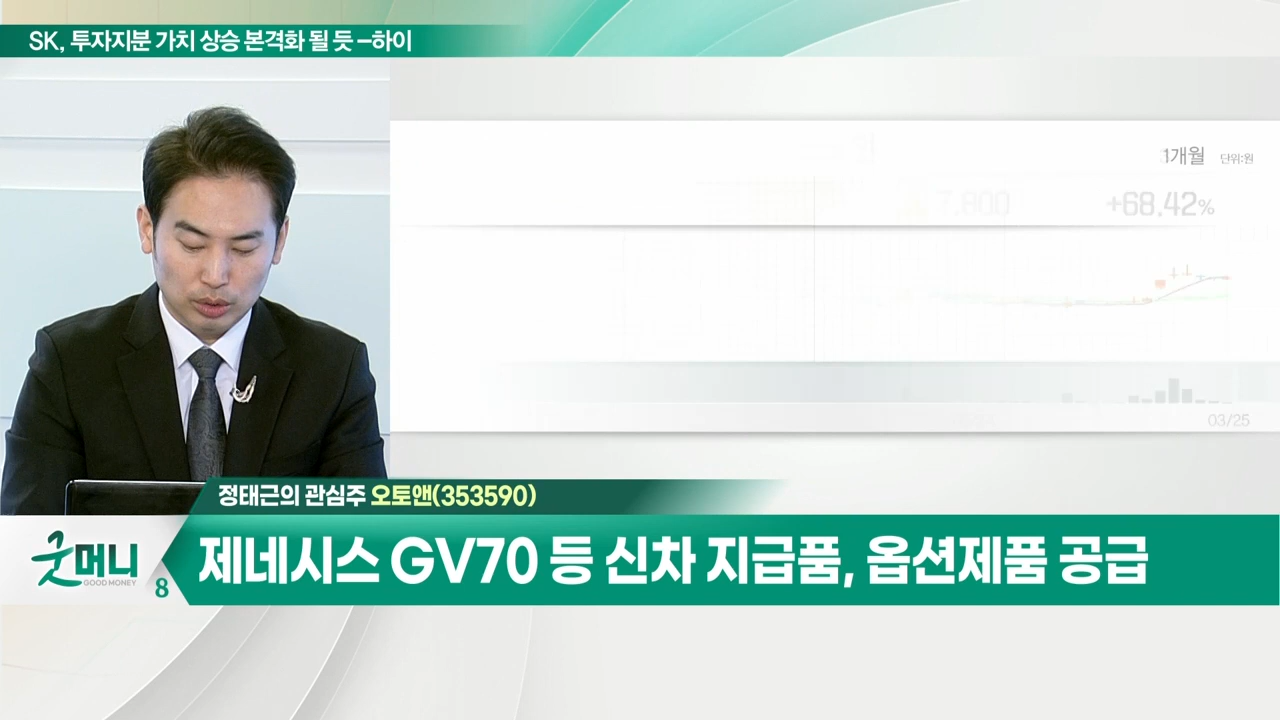 SK, 투자지분 가치 상승 본격화 될 듯 –하이
1개월 단위:원
7,800 +68.42%
03/25
정태근의 관심주 오토앤(353590)
굿머니
GOOD MONEY
8
제네시스 GV70 등 신차 지급품, 옵션제품 공급